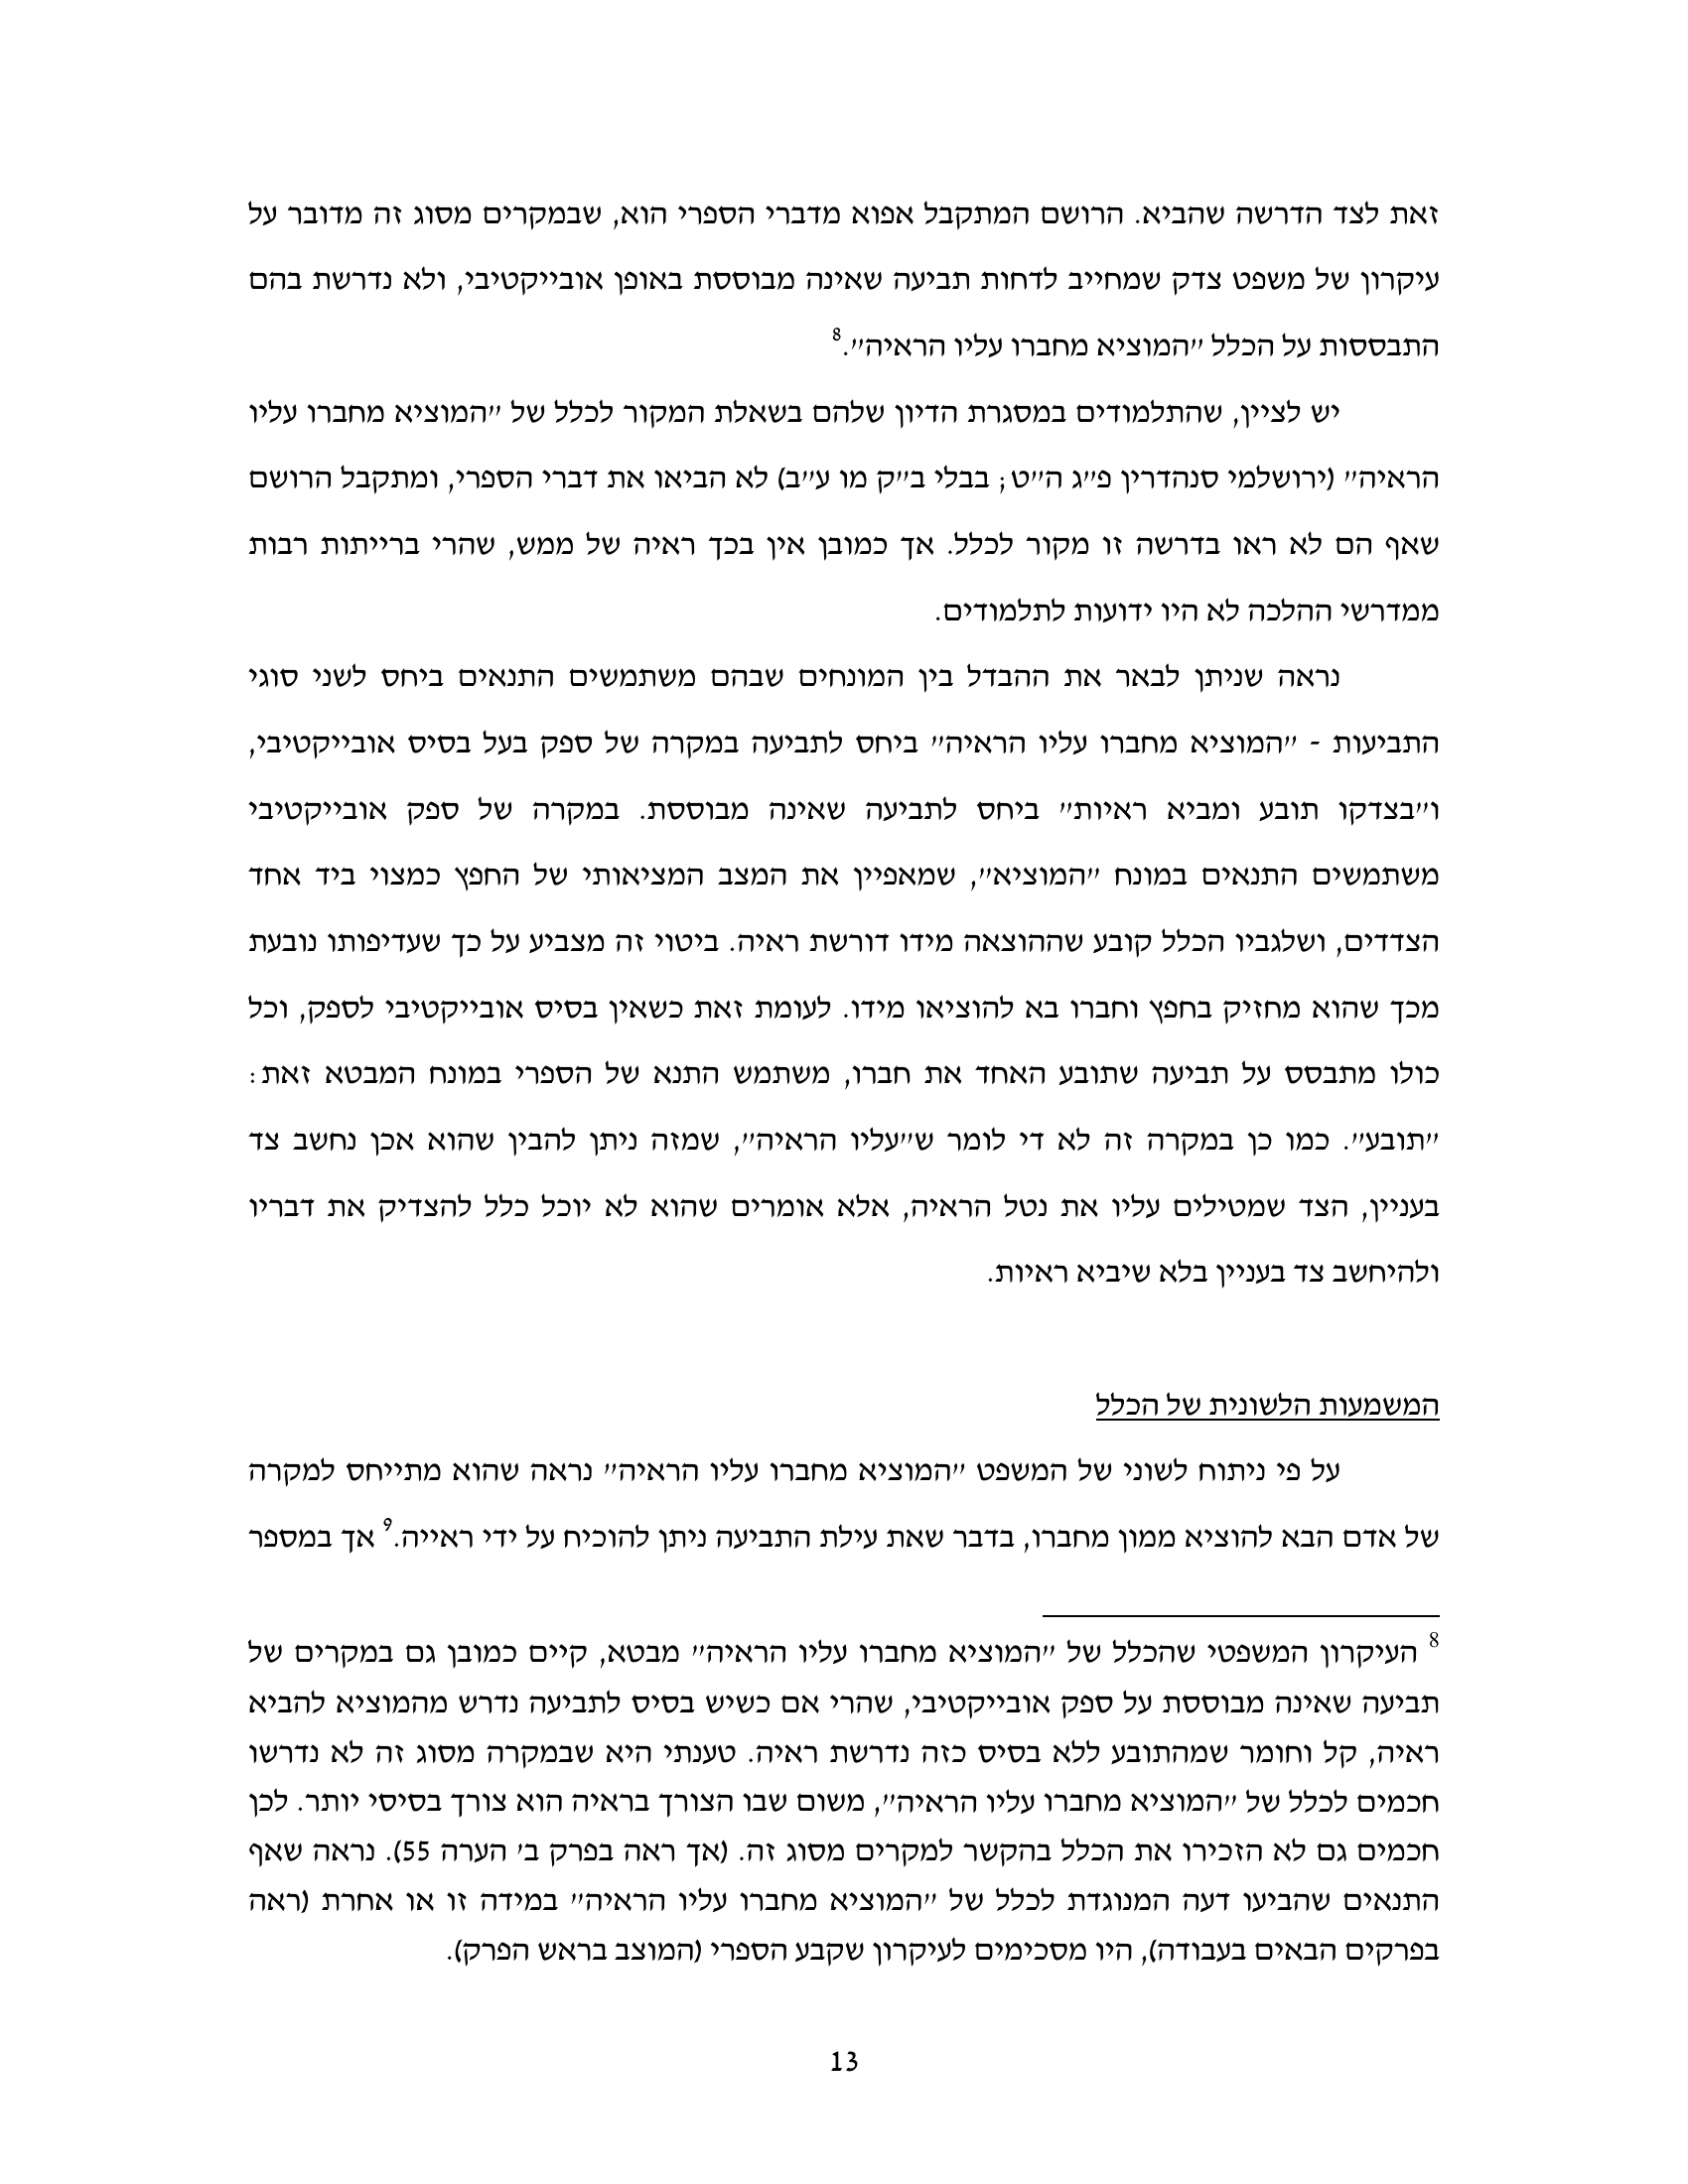 זאת לצד הדרשה שהביא. הרושם המתקבל אפוא מדברי הספרי הוא, שבמקרים מסוג זה מדובר על
עיקרון של משפט צדק שמחייב לדחות תביעה שאינה מבוססת באופן אובייקטיבי, ולא נדרשת בהם
התבססות על הכלל "המוציא מחברו עליו הראיה".8
יש לציין, שהתלמודים במסגרת הדיון שלהם בשאלת המקור לכלל של "המוציא מחברו עליו
הראיה" (ירושלמי סנהדרין פ"ג ה"ט; בבלי ב"ק מו ע"ב) לא הביאו את דברי הספרי, ומתקבל הרושם
שאף הם לא ראו בדרשה זו מקור לכלל. אך כמובן אין בכך ראיה של ממש, שהרי ברייתות רבות
ממדרשי ההלכה לא היו ידועות לתלמודים.
נראה שניתן לבאר את ההבדל בין המונחים שבהם משתמשים התנאים ביחס לשני סוגי
התביעות - "המוציא מחברו עליו הראיה" ביחס לתביעה במקרה של ספק בעל בסיס אובייקטיבי,
ו"בצדקו תובע ומביא ראיות" ביחס לתביעה שאינה מבוססת. במקרה של ספק אובייקטיבי
משתמשים התנאים במונח "המוציא", שמאפיין את המצב המציאותי של החפץ כמצוי ביד אחד
הצדדים, ושלגביו הכלל קובע שההוצאה מידו דורשת ראיה. ביטוי זה מצביע על כך שעדיפותו נובעת
מכך שהוא מחזיק בחפץ וחברו בא להוציאו מידו. לעומת זאת כשאין בסיס אובייקטיבי לספק, וכל
כולו מתבסס על תביעה שתובע האחד את חברו, משתמש התנא של הספרי במונח המבטא זאת:
"תובע". כמו כן במקרה זה לא די לומר ש"עליו הראיה", שמזה ניתן להבין שהוא אכן נחשב צד
בעניין, הצד שמטילים עליו את נטל הראיה, אלא אומרים שהוא לא יוכל כלל להצדיק את דבריו
ולהיחשב צד בעניין בלא שיביא ראיות.
המשמעות הלשונית של הכלל
על פי ניתוח לשוני של המשפט "המוציא מחברו עליו הראיה" נראה שהוא מתייחס למקרה
של אדם הבא להוציא ממון מחברו, בדבר שאת עילת התביעה ניתן להוכיח על ידי ראייה.9 אך במספר
8 העיקרון המשפטי שהכלל של "המוציא מחברו עליו הראיה" מבטא, קיים כמובן גם במקרים של
תביעה שאינה מבוססת על ספק אובייקטיבי, שהרי אם כשיש בסיס לתביעה נדרש מהמוציא להביא
ראיה, קל וחומר שמהתובע ללא בסיס כזה נדרשת ראיה. טענתי היא שבמקרה מסוג זה לא נדרשו
חכמים לכלל של "המוציא מחברו עליו הראיה", משום שבו הצורך בראיה הוא צורך בסיסי יותר. לכן
חכמים גם לא הזכירו את הכלל בהקשר למקרים מסוג זה. (אך ראה בפרק ב' הערה 55). נראה שאף
התנאים שהביעו דעה המנוגדת לכלל של "המוציא מחברו עליו הראיה" במידה זו או אחרת (ראה
בפרקים הבאים בעבודה), היו מסכימים לעיקרון שקבע הספרי (המוצב בראש הפרק).
13